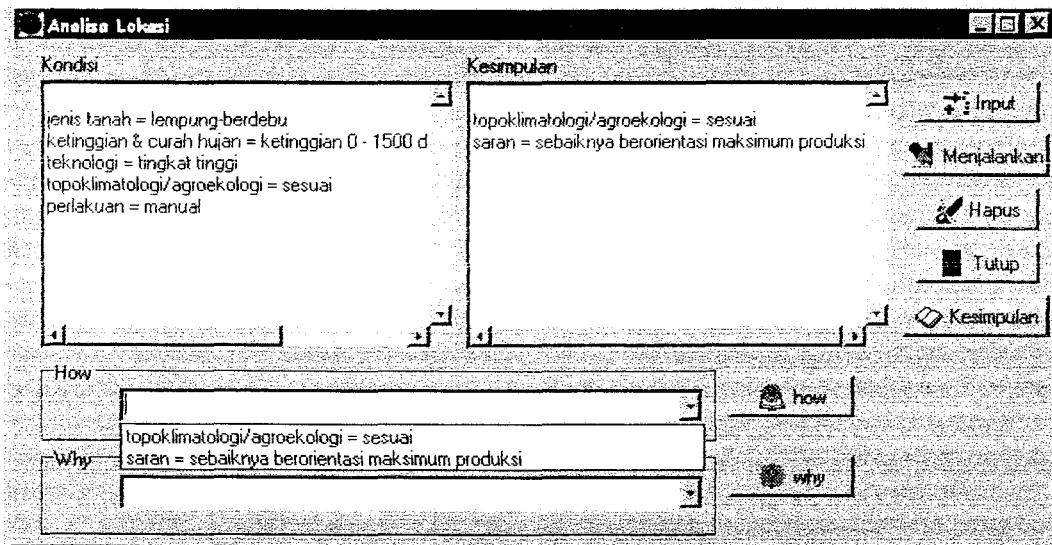 Analisa Lokasi
Kondisi
jenis tanah = lempung-berdebu
ketinggian & curah hujan = ketinggian 0 - 1500 d
teknologi = tingkat tinggi
topoklimatologi/agroekologi = sesuai
perlakuan = manual
Kesimpulan
topoklimatologi/agroekologi = sesuai
saran = sebaiknya berorientasi maksimum produksi
Input
Menjalankan
Hapus
Tutup
Kesimpulan
How
how
topoklimatologi/agroekologi = sesuai
saran = sebaiknya berorientasi maksimum produksi
Why
why